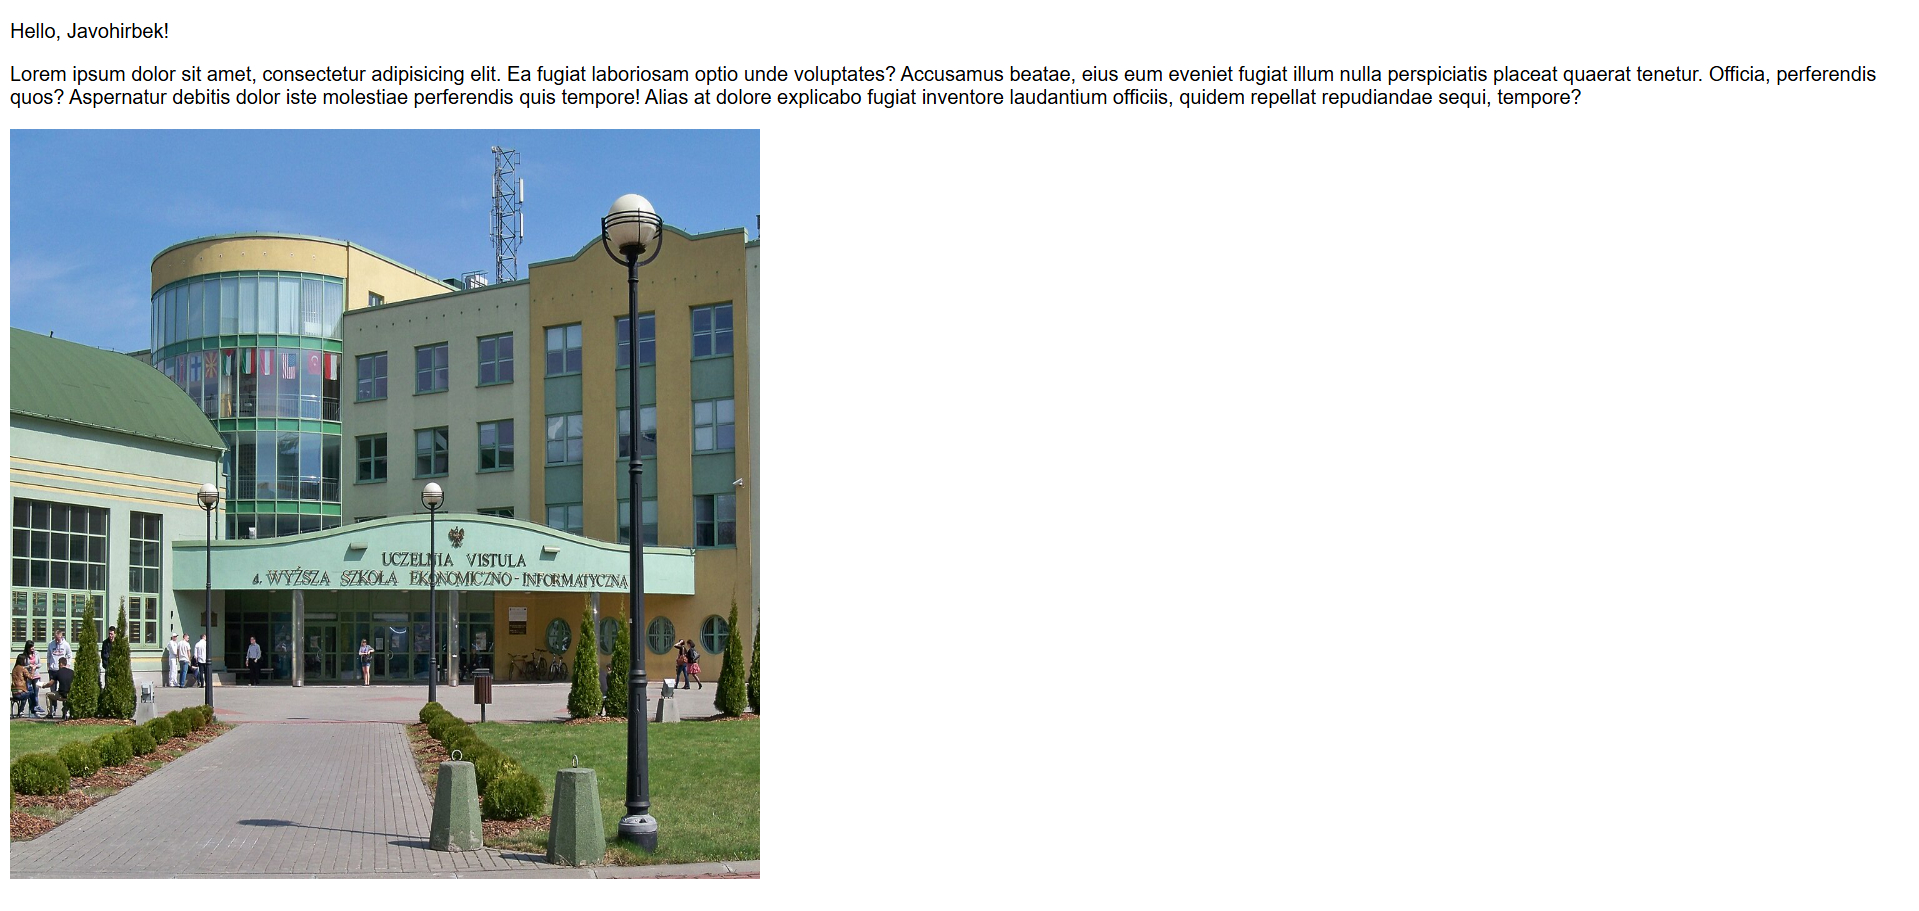 Hello, Javohirbek!
Lorem ipsum dolor sit amet, consectetur adipisicing elit. Ea fugiat laboriosam optio unde voluptates? Accusamus beatae, eius eum eveniet fugiat illum nulla perspiciatis placeat quaerat tenetur. Officia, perferendis
quos? Aspernatur debitis dolor iste molestiae perferendis quis tempore! Alias at dolore explicabo fugiat inventore laudantium officiis, quidem repellat repudiandae sequi, tempore?
UCZELNIA VISTULA
d. WYŻSZA SZKOŁA EKONOMICZNO-INFORMATYCZNA